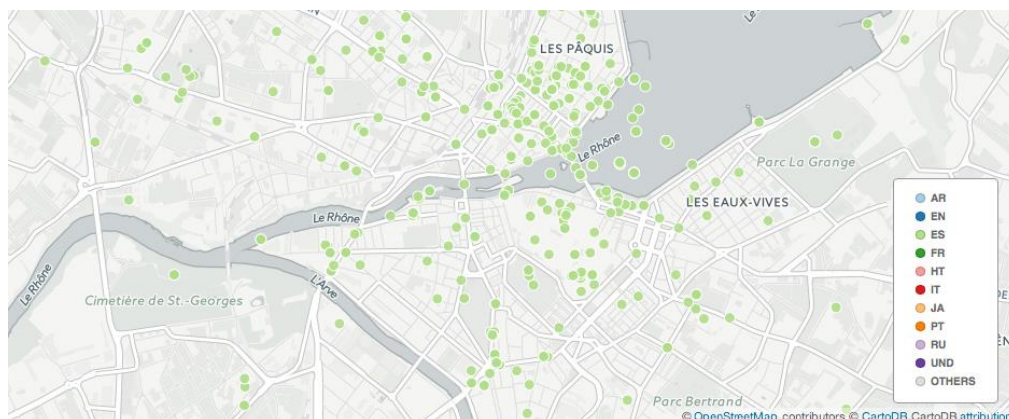 LES PÂQUIS
Le Rhône
Parc La Grange
LES EAUX-VIVES
Le Rhône
Le Rhône
L'Arve
Cimetière de St.-Georges
Parc Bertrand
AR
EN
ES
FR
HT
IT
JA
PT
RU
UND
OTHERS
© OpenStreetMap contributors © CartoDB CartoDB attribution